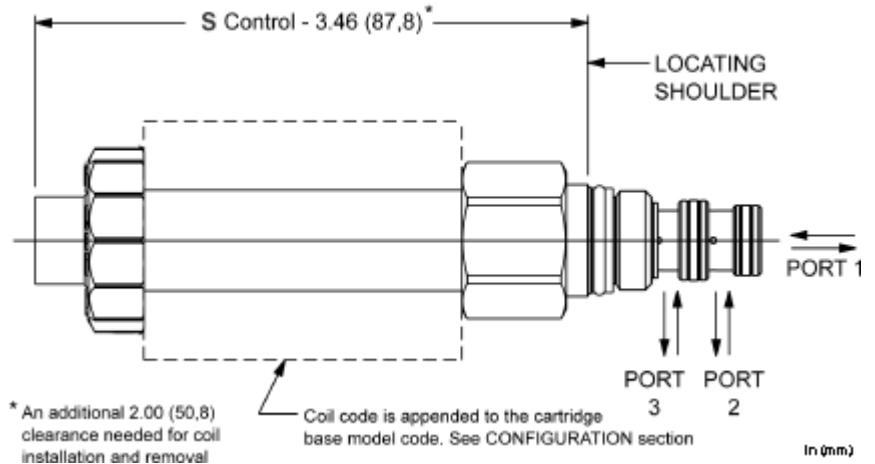 S Control - 3.46 (87,8)*
LOCATING
SHOULDER
PORT 1
PORT
3
PORT
2
* An additional 2.00 (50,8)
clearance needed for coil
installation and removal
Coil code is appended to the cartridge
base model code. See CONFIGURATION section
In (mm)